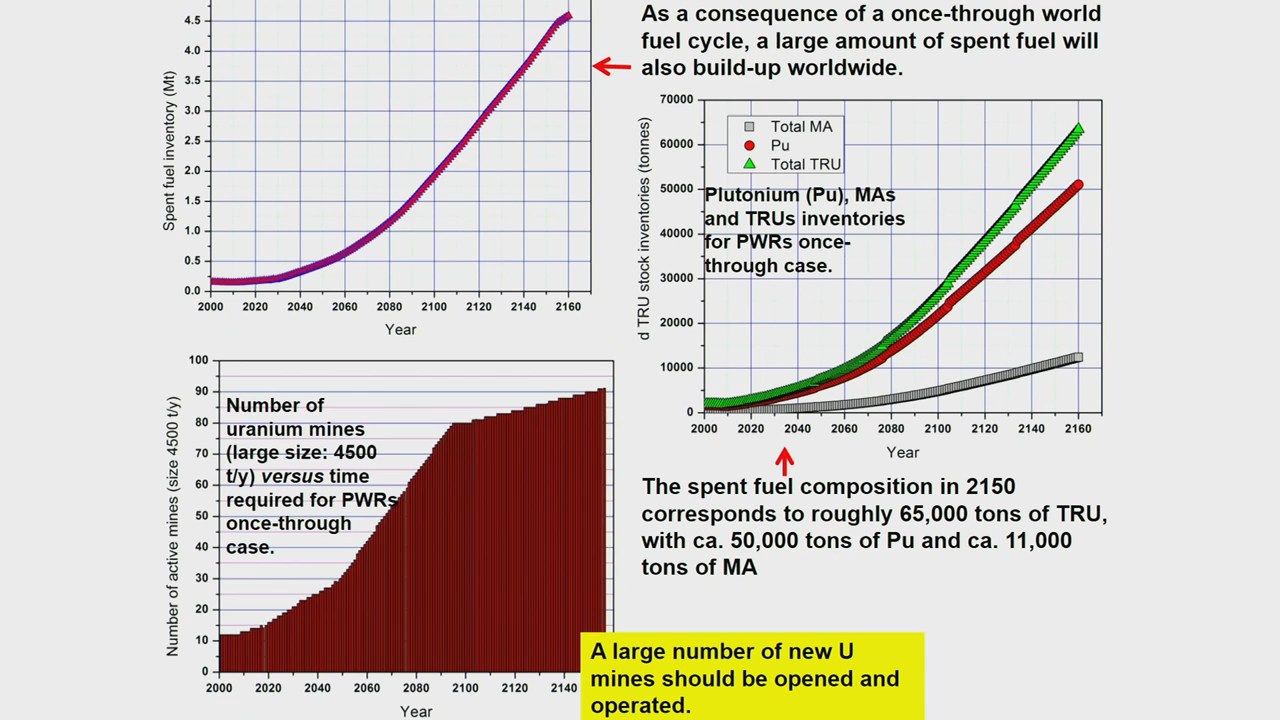 As a consequence of a once-through world
fuel cycle, a large amount of spent fuel will
also build-up worldwide.
4.5
4.0
3.5
3.0
2.5
2.0
1.5
1.0
0.5
0.0
Spent fuel inventory (Mt)
2000 2020 2040 2060 2080 2100 2120 2140 2160
Year
70000
60000
50000
40000
30000
20000
10000
0
d TRU stock inventories (tonnes)
Total MA
Pu
Total TRU
Plutonium (Pu), MAs
and TRUs inventories
for PWRs once-
through case.
2000 2020 2040 2060 2080 2100 2120 2140 2160
Year
100
90
80
70
60
50
40
30
20
10
0
Number of active mines (size 4500 t/y)
Number of
uranium mines
(large size: 4500
t/y) versus time
required for PWRs
once-through
case.
2000 2020 2040 2060 2080 2100 2120 2140
Year
The spent fuel composition in 2150
corresponds to roughly 65,000 tons of TRU,
with ca. 50,000 tons of Pu and ca. 11,000
tons of MA
A large number of new U
mines should be opened and
operated.